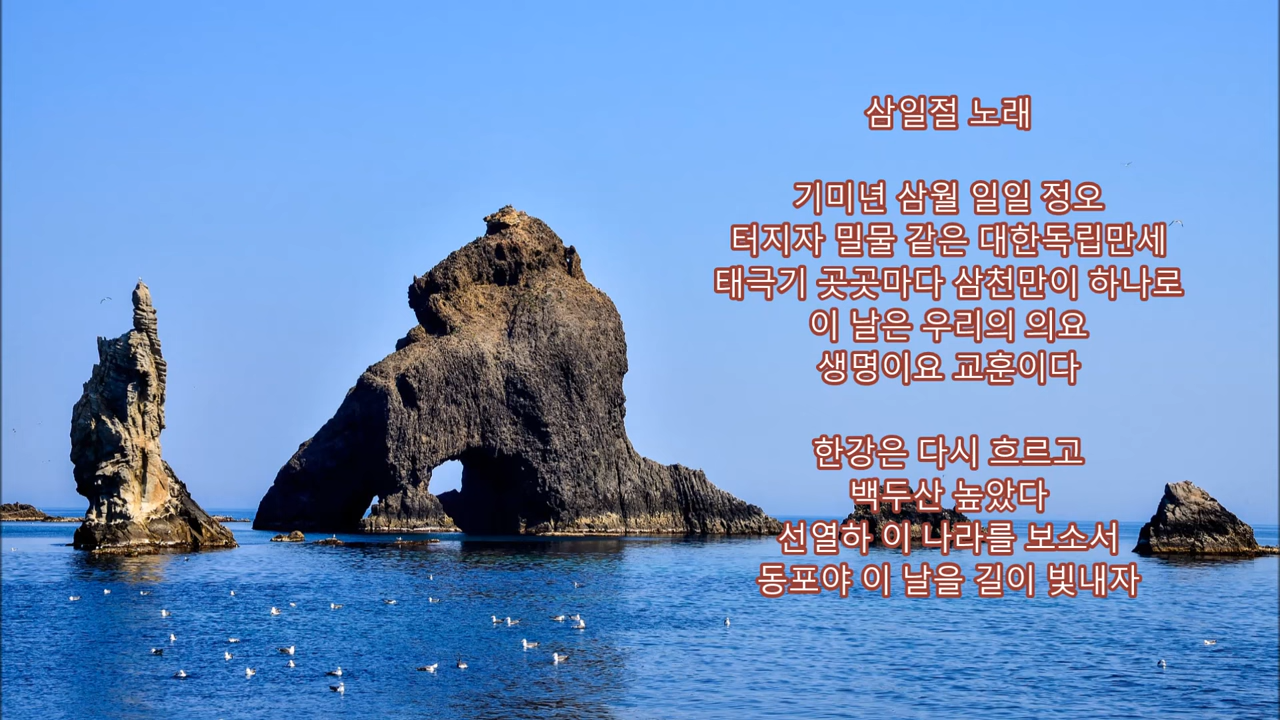 삼일절 노래
기미년 삼월 일일 정오
터지자 밀물 같은 대한독립만세
태극기 곳곳마다 삼천만이 하나로
이 날은 우리의 의요
생명이요 교훈이다
한강은 다시 흐르고
백두산 높았다
선열하 이 나라를 보소서
동포야 이 날을 길이 빛내자